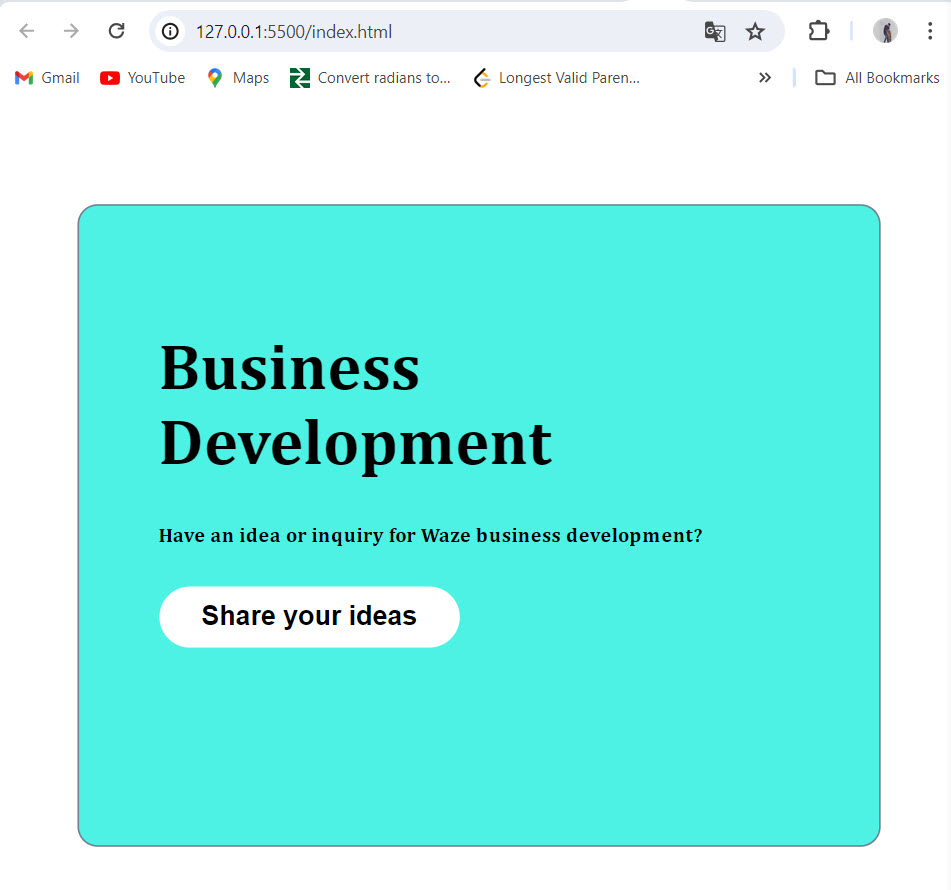 127.0.0.1:5500/index.html
Gmail YouTube Maps Convert radians to... Longest Valid Paren... All Bookmarks
Business
Development
Have an idea or inquiry for Waze business development?
Share your ideas